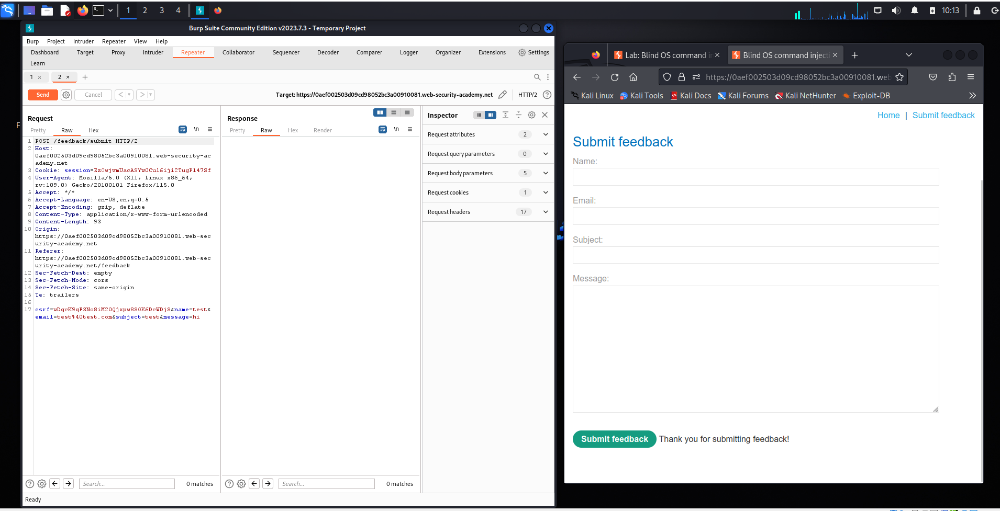 1 2 3 4
10:13
Burp Suite Community Edition v2023.7.3 - Temporary Project
Burp Project Intruder Repeater View Help
Dashboard Target Proxy Intruder Repeater Collaborator Sequencer Decoder Comparer Logger Organizer Extensions Settings
Learn
1 × 2 × +
Send Cancel < > Target: https://0aef002503d09cd98052bc3a00910081.web-security-academy.net HTTP/2
Request
Pretty Raw Hex \n
1 POST /feedback/submit HTTP/2
2 Host:
0aef002503d09cd98052bc3a00910081.web-security-ac
ademy.net
3 Cookie: session=Ez0wjvmUacASYw0Cul6iji2TugPl47Sf
4 User-Agent: Mozilla/5.0 (X11; Linux x86_64;
rv:109.0) Gecko/20100101 Firefox/115.0
5 Accept: */*
6 Accept-Language: en-US,en;q=0.5
7 Accept-Encoding: gzip, deflate
8 Content-Type: application/x-www-form-urlencoded
9 Content-Length: 93
10 Origin:
https://0aef002503d09cd98052bc3a00910081.web-sec
urity-academy.net
11 Referer:
https://0aef002503d09cd98052bc3a00910081.web-sec
urity-academy.net/feedback
12 Sec-Fetch-Dest: empty
13 Sec-Fetch-Mode: cors
14 Sec-Fetch-Site: same-origin
15 Te: trailers
16
17 csrf=wDgcK9qF3No8iM20Qjxpw8S0K6DcWDjS&name=test&
email=test%40test.com&subject=test&message=hi
Search... 0 matches
Response
Pretty Raw Hex Render \n
Search... 0 matches
Inspector
Request attributes 2
Request query parameters 0
Request body parameters 5
Request cookies 1
Request headers 17
Ready
Lab: Blind OS command in × Blind OS command injecti × +
https://0aef002503d09cd98052bc3a00910081.web
Kali Linux Kali Tools Kali Docs Kali Forums Kali NetHunter Exploit-DB
Home | Submit feedback
Submit feedback
Name:
Email:
Subject:
Message:
Submit feedback Thank you for submitting feedback!